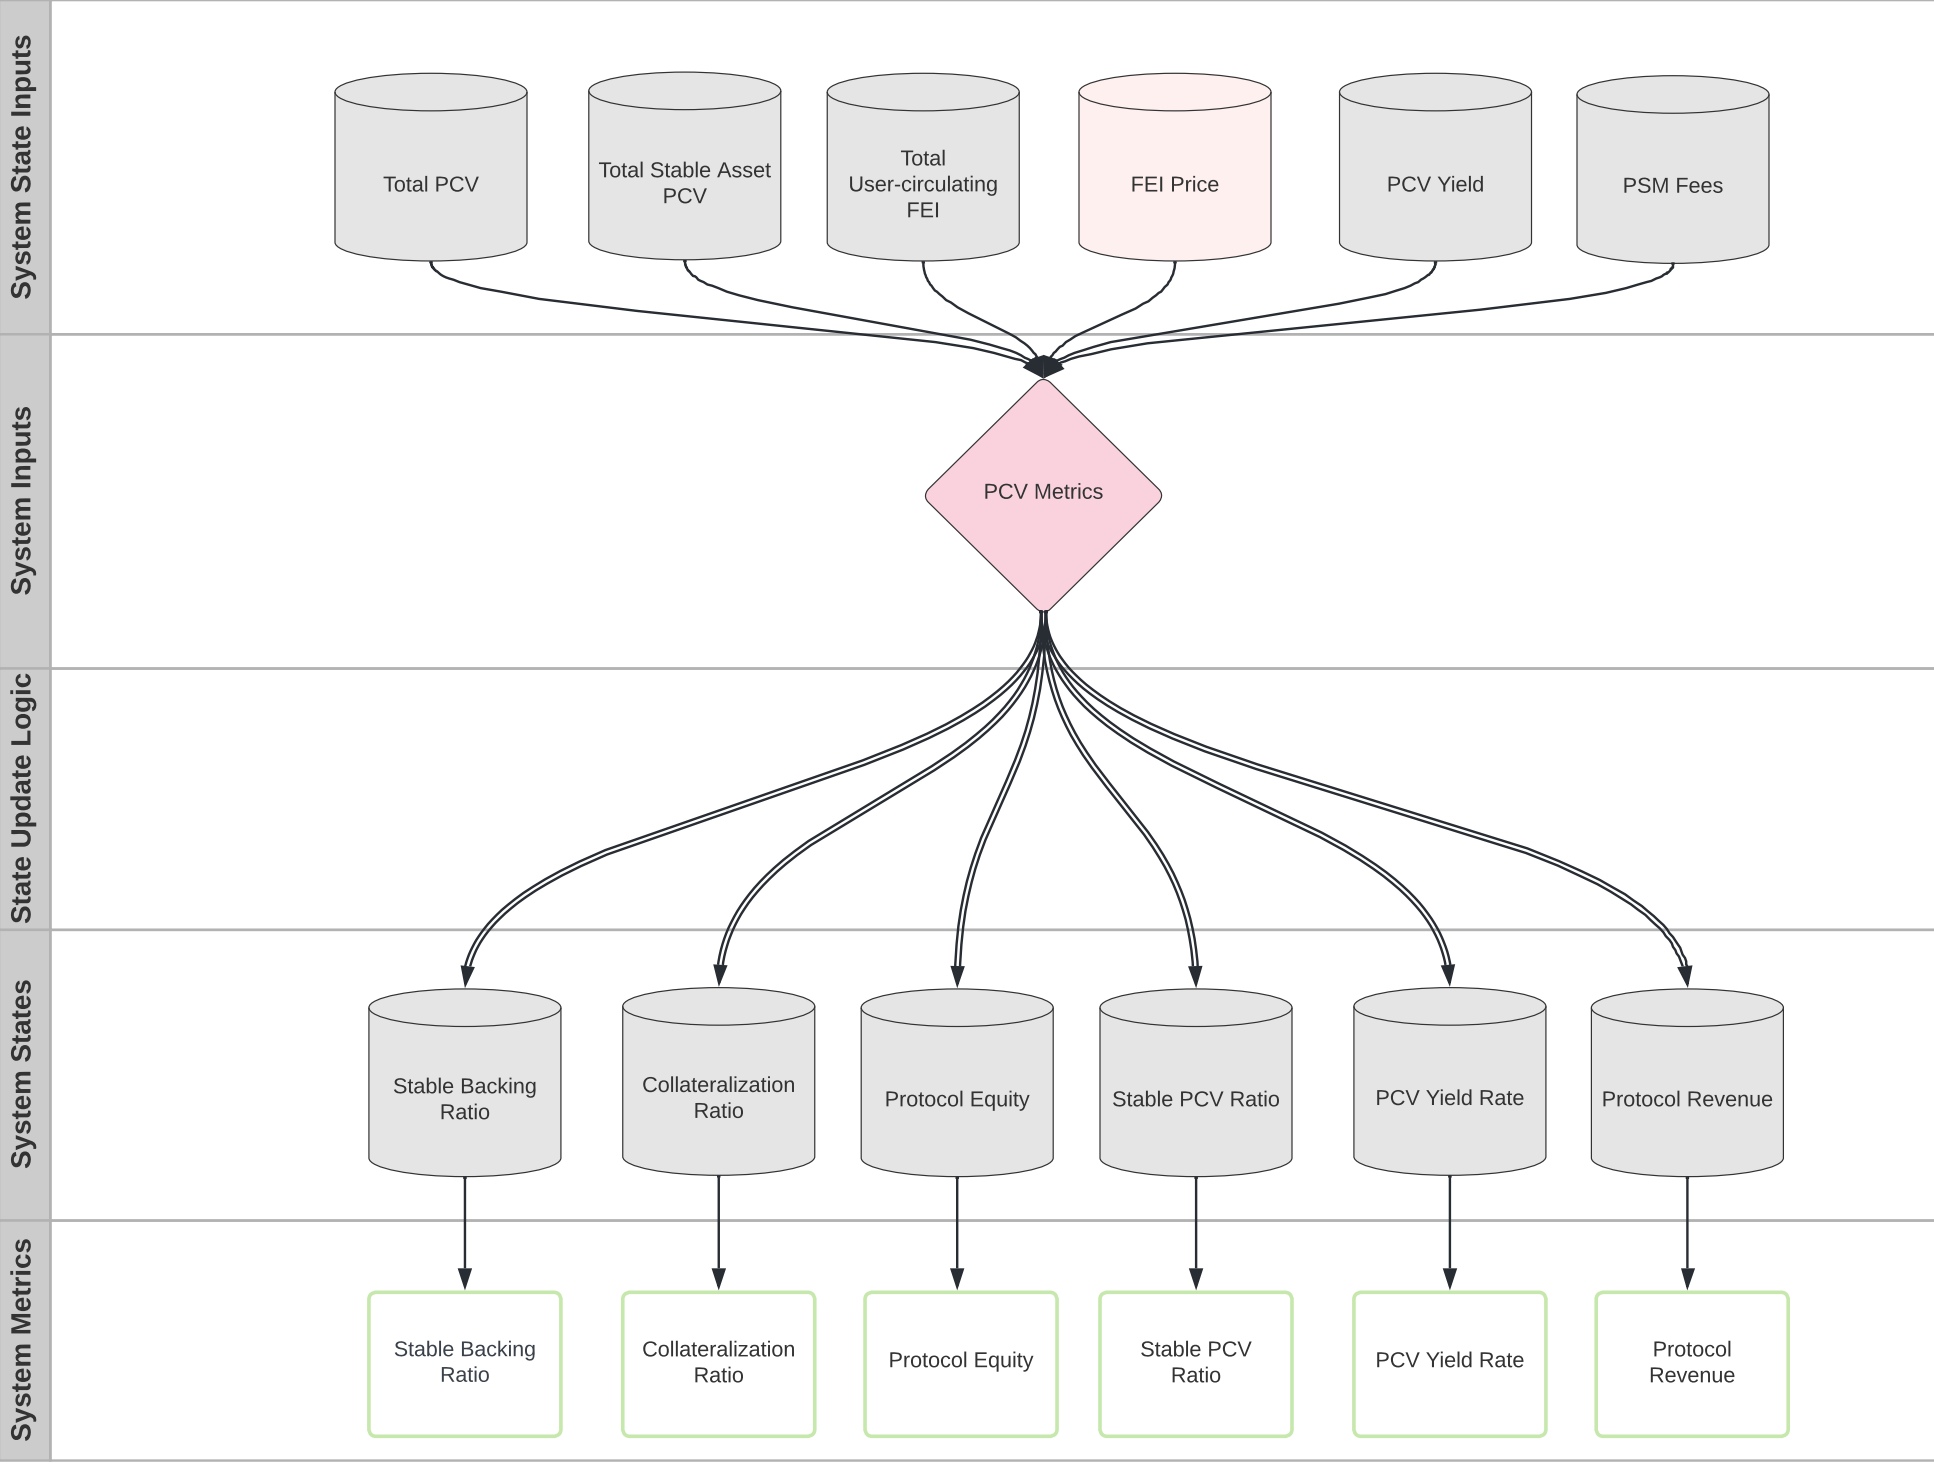 System State Inputs
Total PCV
Total Stable Asset
PCV
Total
User-circulating
FEI
FEI Price
PCV Yield
PSM Fees
System Inputs
PCV Metrics
State Update Logic
System States
Stable Backing
Ratio
Collateralization
Ratio
Protocol Equity
Stable PCV Ratio
PCV Yield Rate
Protocol Revenue
System Metrics
Stable Backing
Ratio
Collateralization
Ratio
Protocol Equity
Stable PCV
Ratio
PCV Yield Rate
Protocol
Revenue